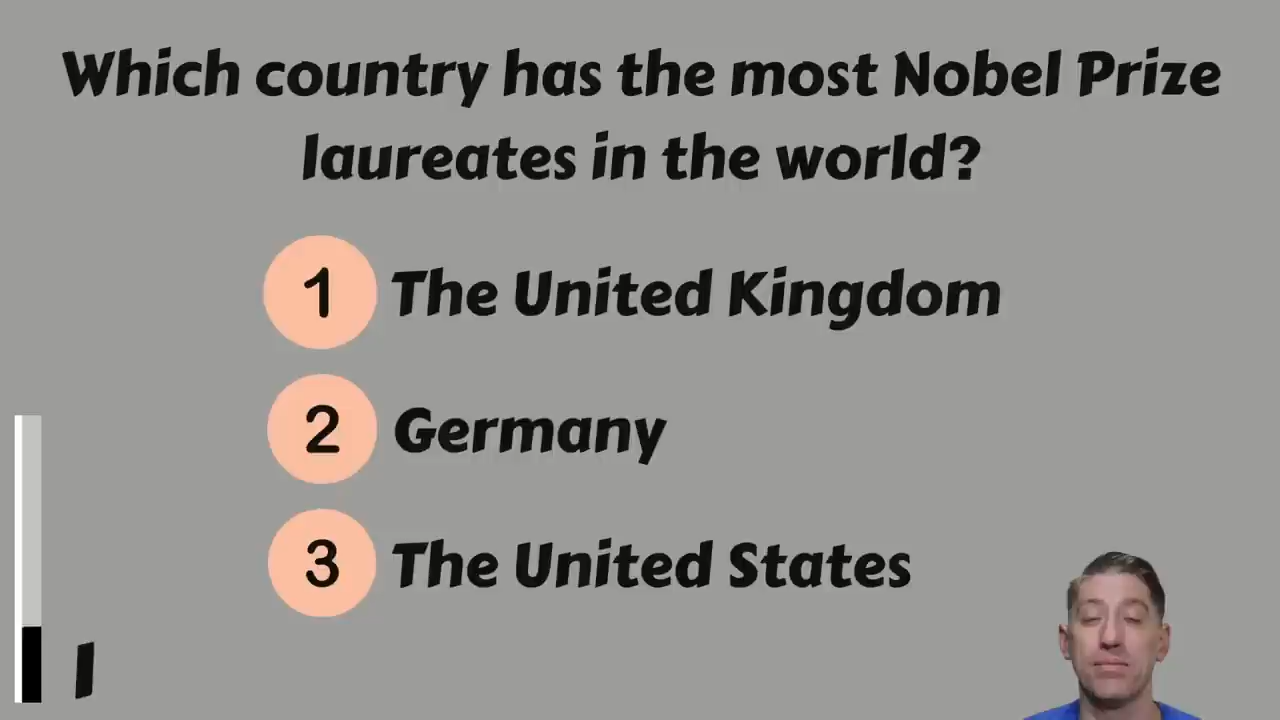 Which country has the most Nobel Prize
laureates in the world?
1 The United Kingdom
2 Germany
3 The United States
1